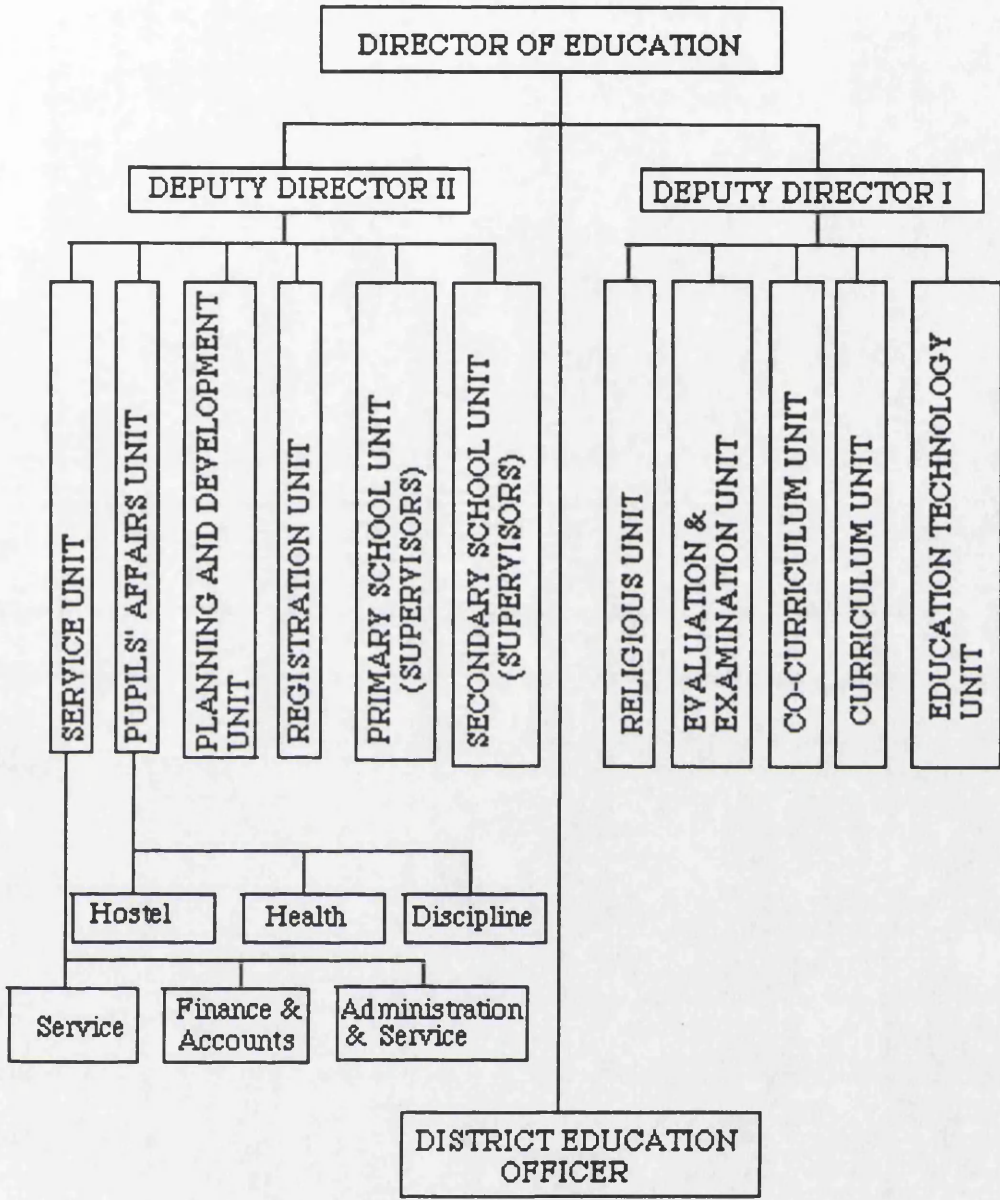 DIRECTOR OF EDUCATION
DEPUTY DIRECTOR II
DEPUTY DIRECTOR I
SERVICE UNIT
PUPILS' AFFAIRS UNIT
PLANNING AND DEVELOPMENT
UNIT
REGISTRATION UNIT
PRIMARY SCHOOL UNIT
(SUPERVISORS)
SECONDARY SCHOOL UNIT
(SUPERVISORS)
RELIGIOUS UNIT
EVALUATION &
EXAMINATION UNIT
CO-CURRICULUM UNIT
CURRICULUM UNIT
EDUCATION TECHNOLOGY
UNIT
Hostel
Health
Discipline
Service
Finance &
Accounts
Administration
& Service
DISTRICT EDUCATION
OFFICER